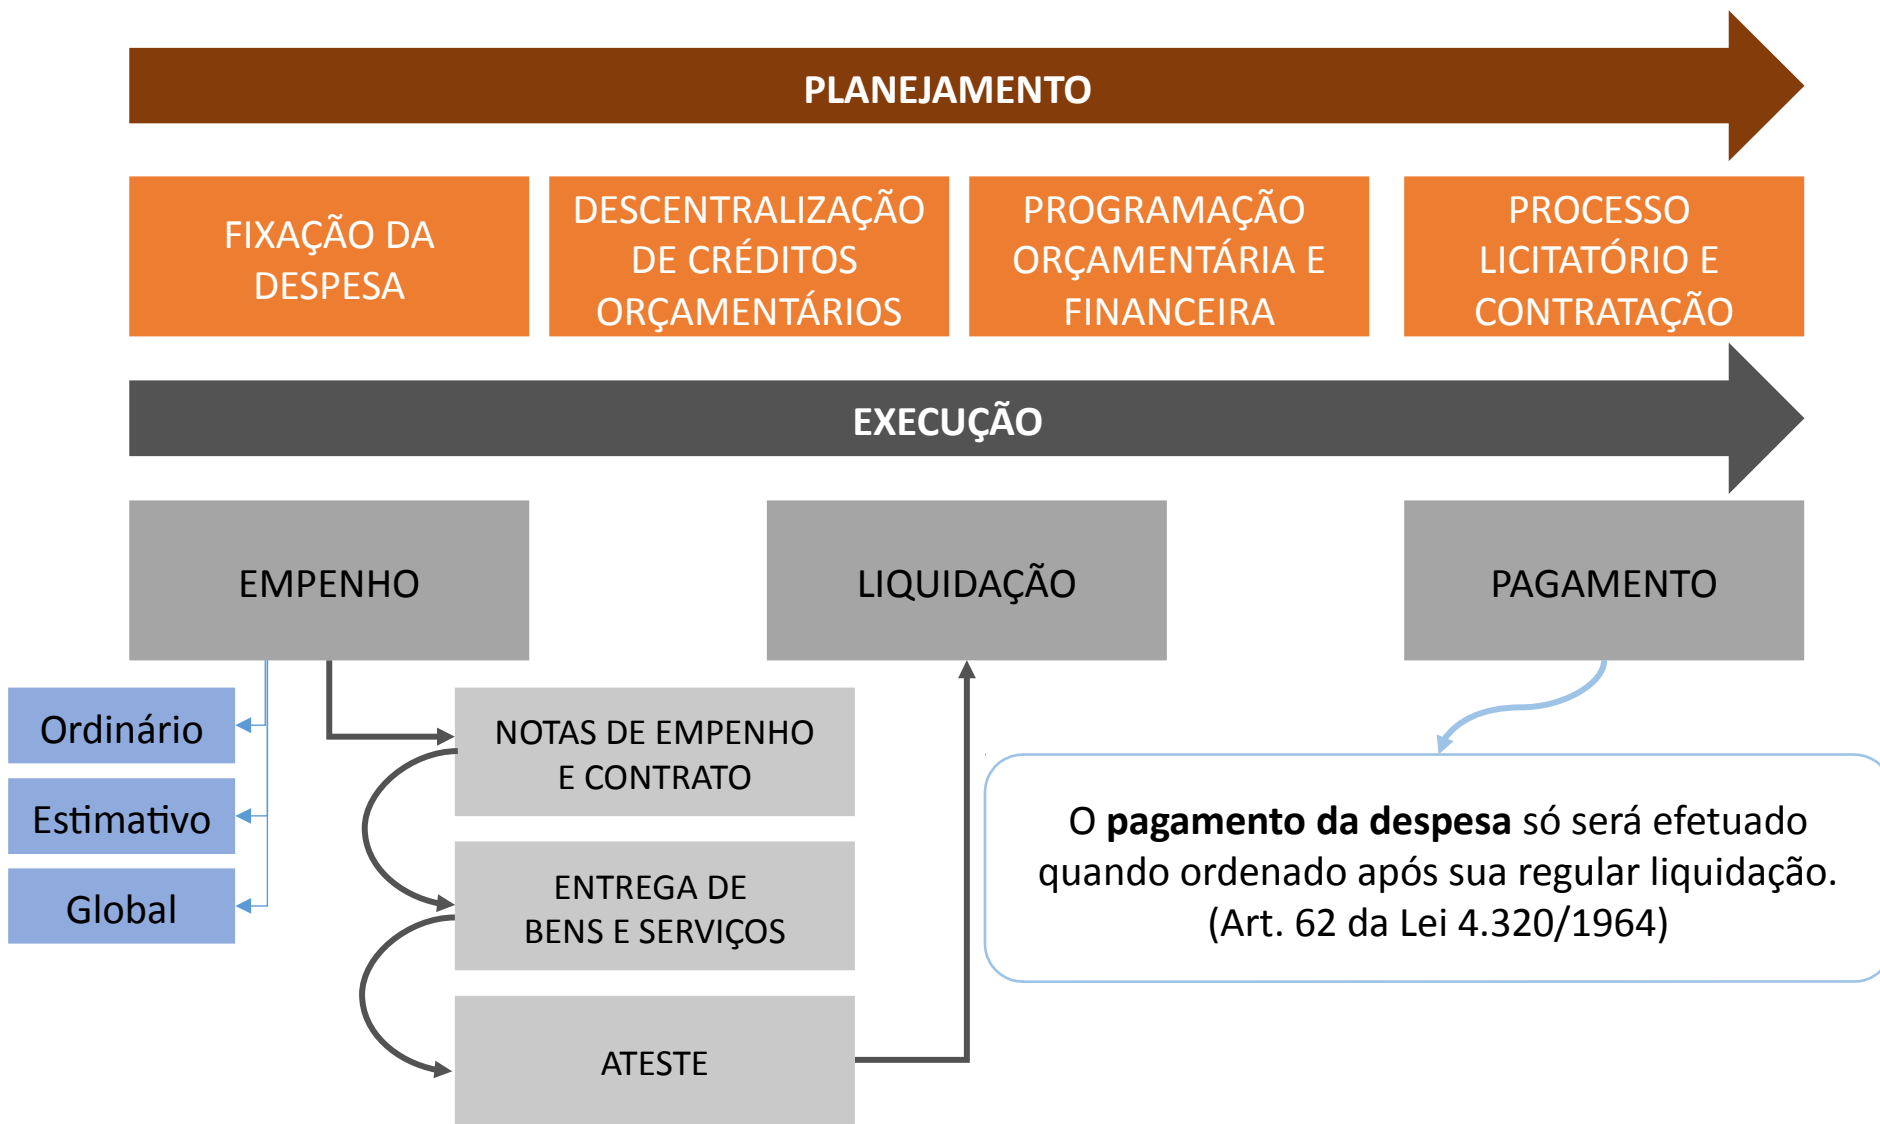 PLANEJAMENTO
FIXAÇÃO DA
DESPESA
DESCENTRALIZAÇÃO
DE CRÉDITOS
ORÇAMENTÁRIOS
PROGRAMAÇÃO
ORÇAMENTÁRIA E
FINANCEIRA
PROCESSO
LICITATÓRIO E
CONTRATAÇÃO
EXECUÇÃO
EMPENHO
LIQUIDAÇÃO
PAGAMENTO
Ordinário
Estimativo
Global
NOTAS DE EMPENHO
E CONTRATO
ENTREGA DE
BENS E SERVIÇOS
ATESTE
O pagamento da despesa só será efetuado
quando ordenado após sua regular liquidação.
(Art. 62 da Lei 4.320/1964)